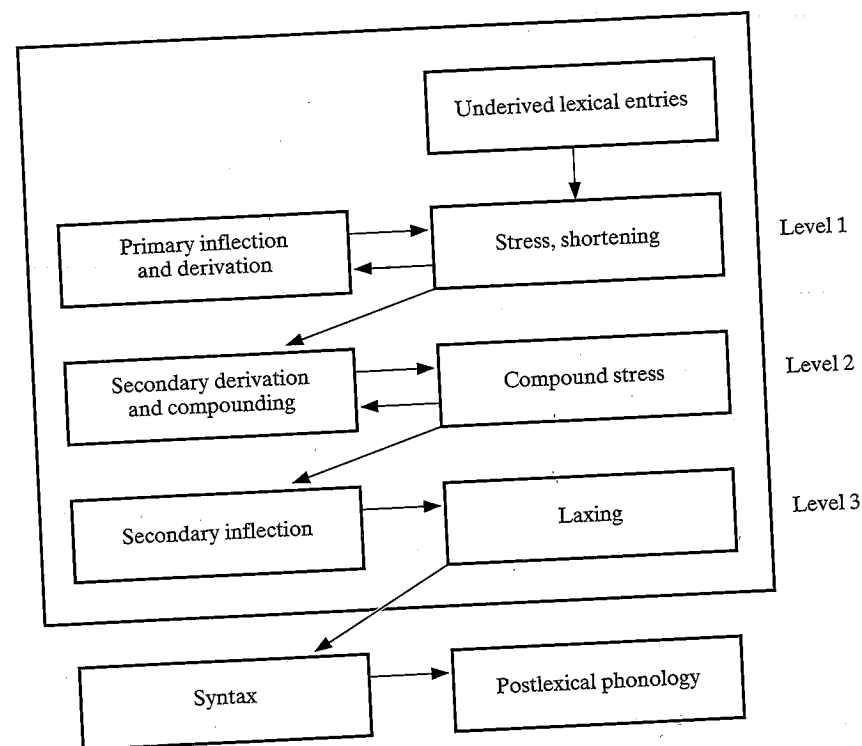 Underived lexical entries
Primary inflection
and derivation
Stress, shortening
Level 1
Secondary derivation
and compounding
Compound stress
Level 2
Secondary inflection
Laxing
Level 3
Syntax
Postlexical phonology